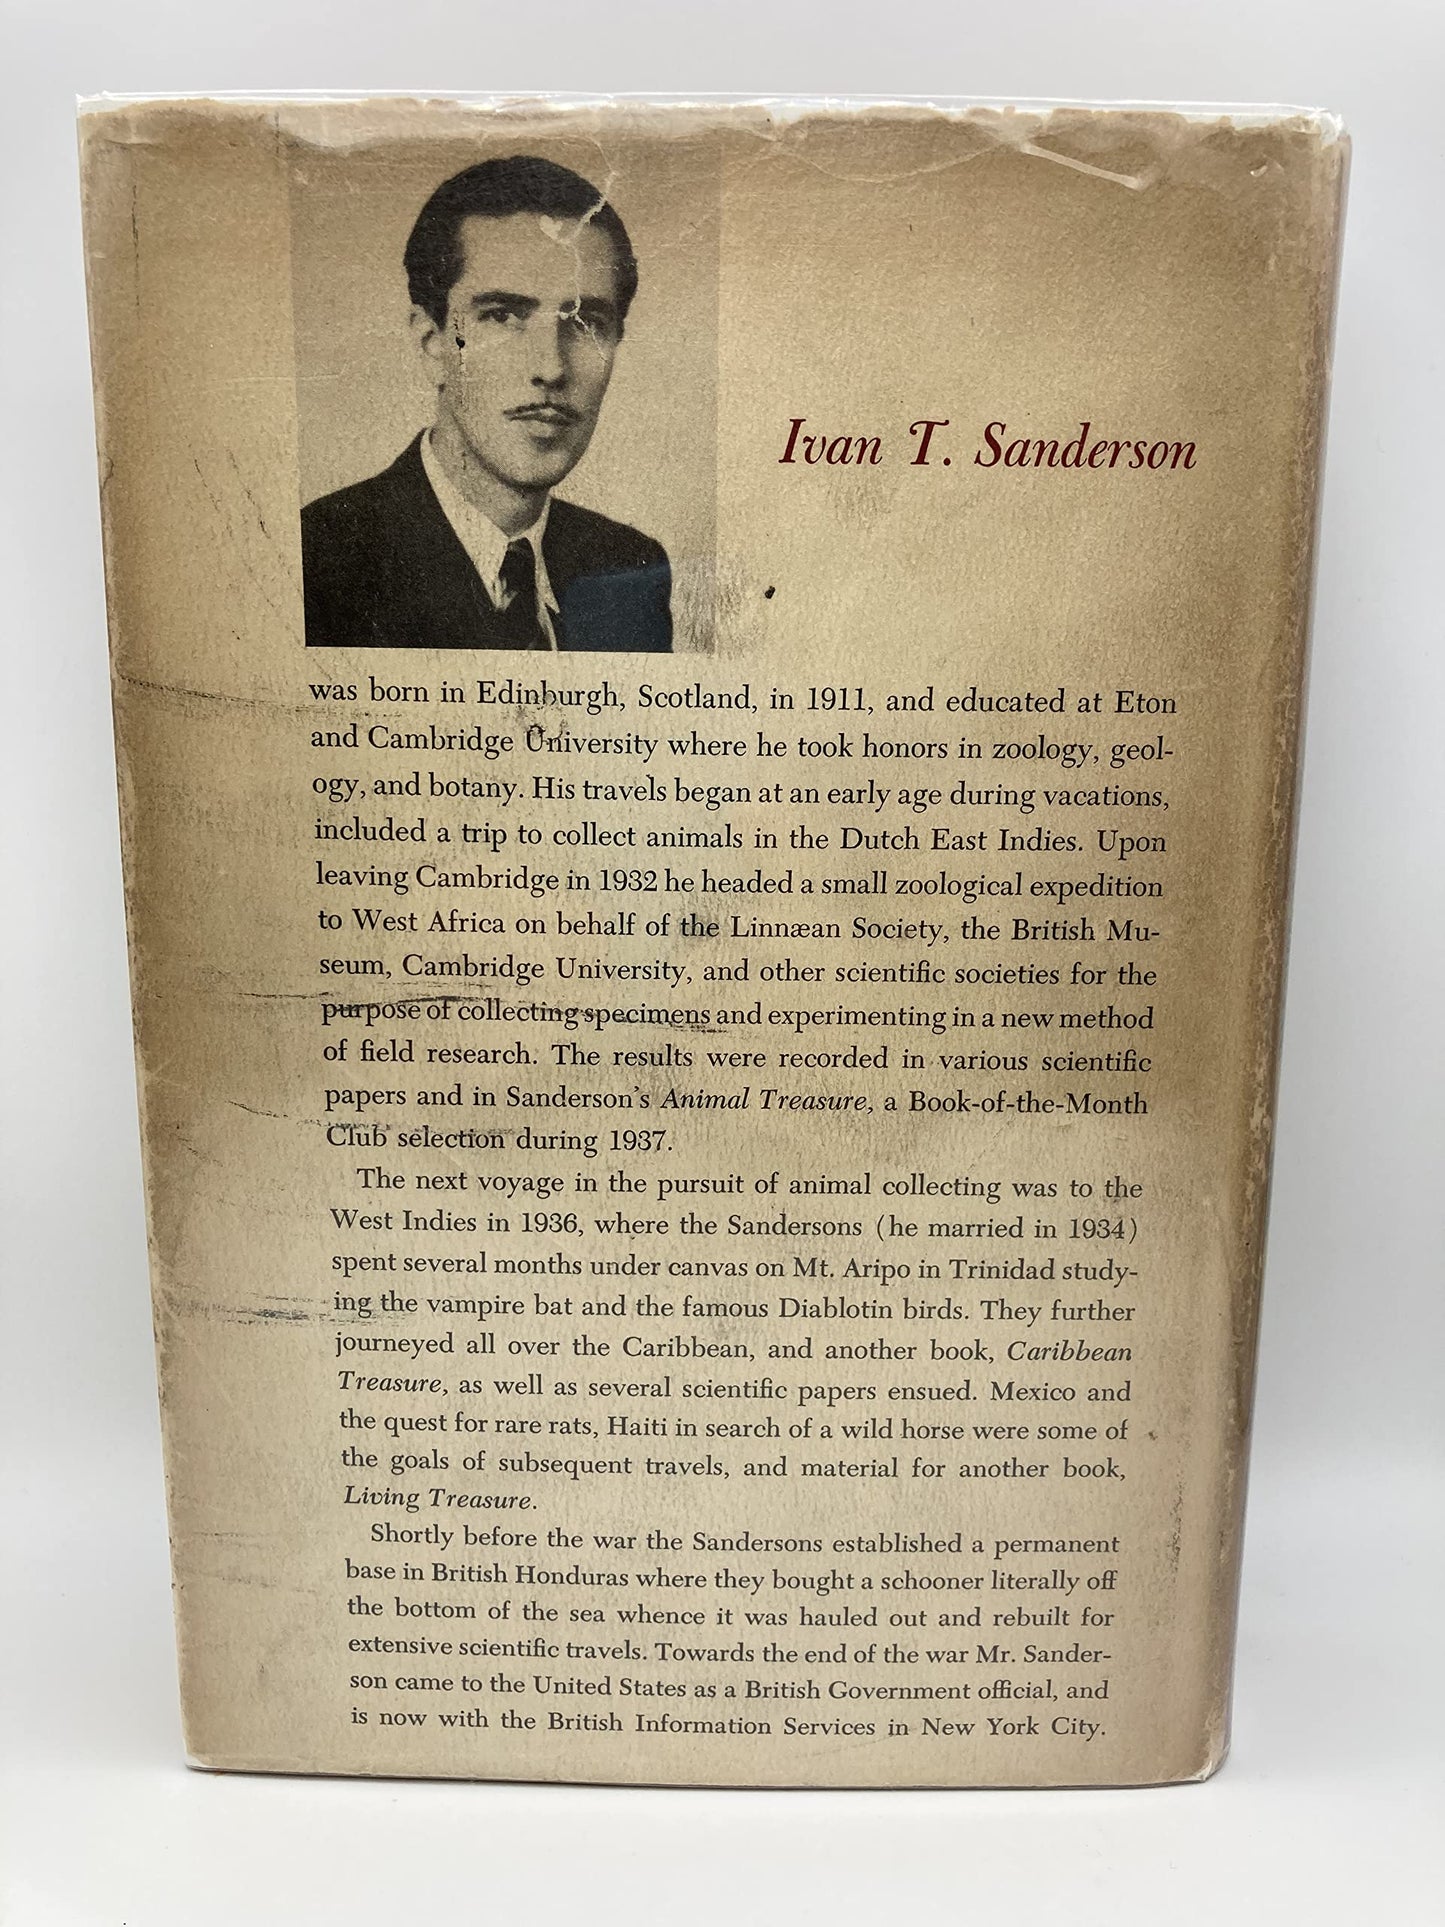 Ivan T. Sanderson
was born in Edinburgh, Scotland, in 1911, and educated at Eton
and Cambridge University where he took honors in zoology, geol-
ogy, and botany. His travels began at an early age during vacations,
included a trip to collect animals in the Dutch East Indies. Upon
leaving Cambridge in 1932 he headed a small zoological expedition
to West Africa on behalf of the Linnæan Society, the British Mu-
seum, Cambridge University, and other scientific societies for the
purpose of collecting specimens and experimenting in a new method
of field research. The results were recorded in various scientific
papers and in Sanderson's Animal Treasure, a Book-of-the-Month
Club selection during 1937.
The next voyage in the pursuit of animal collecting was to the
West Indies in 1936, where the Sandersons (he married in 1934)
spent several months under canvas on Mt. Aripo in Trinidad study-
ing the vampire bat and the famous Diablotin birds. They further
journeyed all over the Caribbean, and another book, Caribbean
Treasure, as well as several scientific papers ensued. Mexico and
the quest for rare rats, Haiti in search of a wild horse were some of
the goals of subsequent travels, and material for another book,
Living Treasure.
Shortly before the war the Sandersons established a permanent
base in British Honduras where they bought a schooner literally off
the bottom of the sea whence it was hauled out and rebuilt for
extensive scientific travels. Towards the end of the war Mr. Sander-
son came to the United States as a British Government official, and
is now with the British Information Services in New York City.